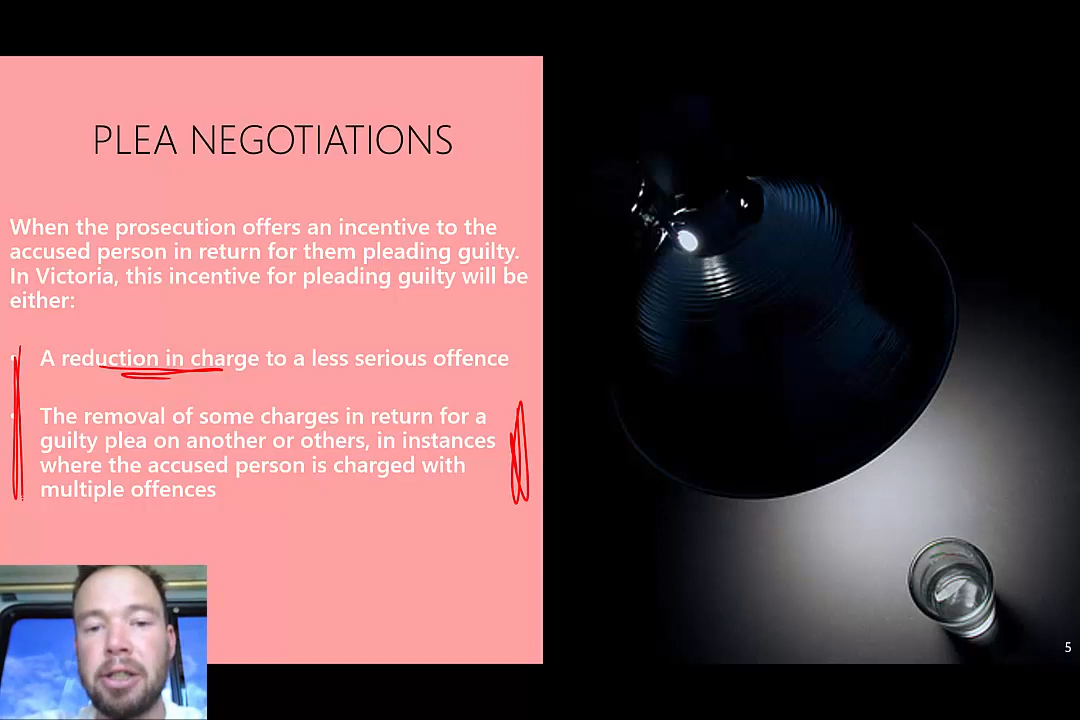 PLEA NEGOTIATIONS
When the prosecution offers an incentive to the
accused person in return for them pleading guilty.
In Victoria, this incentive for pleading guilty will be
either:
A reduction in charge to a less serious offence
The removal of some charges in return for a
guilty plea on another or others, in instances
where the accused person is charged with
multiple offences
5